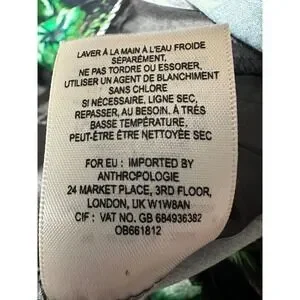 LAVER À LA MAIN À L'EAU FROIDE
SÉPARÉMENT.
NE PAS TORDRE OU ESSORER,
UTILISER UN AGENT DE BLANCHIMENT
SANS CHLORE
SI NÉCESSAIRE, LIGNE SEC,
REPASSER, AU BESOIN, À TRÈS
BASSE TEMPÉRATURE,
PEUT-ÊTRE ÊTRE NETTOYÉE SEC
FOR EU : IMPORTED BY
ANTHROPOLOGIE
24 MARKET PLACE, 3RD FLOOR,
LONDON, UK W1W8AN
CIF : VAT NO. GB 684936382
OB661812